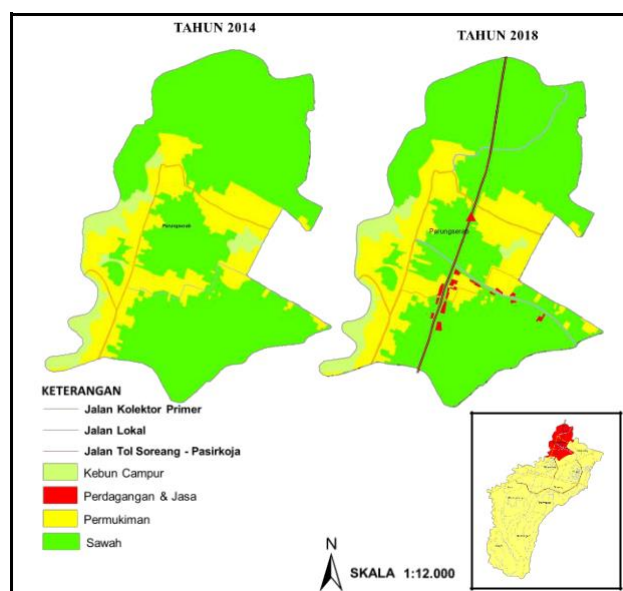 TAHUN 2014
TAHUN 2018
Parungserab
Parungserab
KETERANGAN
Jalan Kolektor Primer
Jalan Lokal
Jalan Tol Soreang - Pasirkoja
Kebun Campur
Perdagangan & Jasa
Permukiman
Sawah
N
SKALA 1:12.000